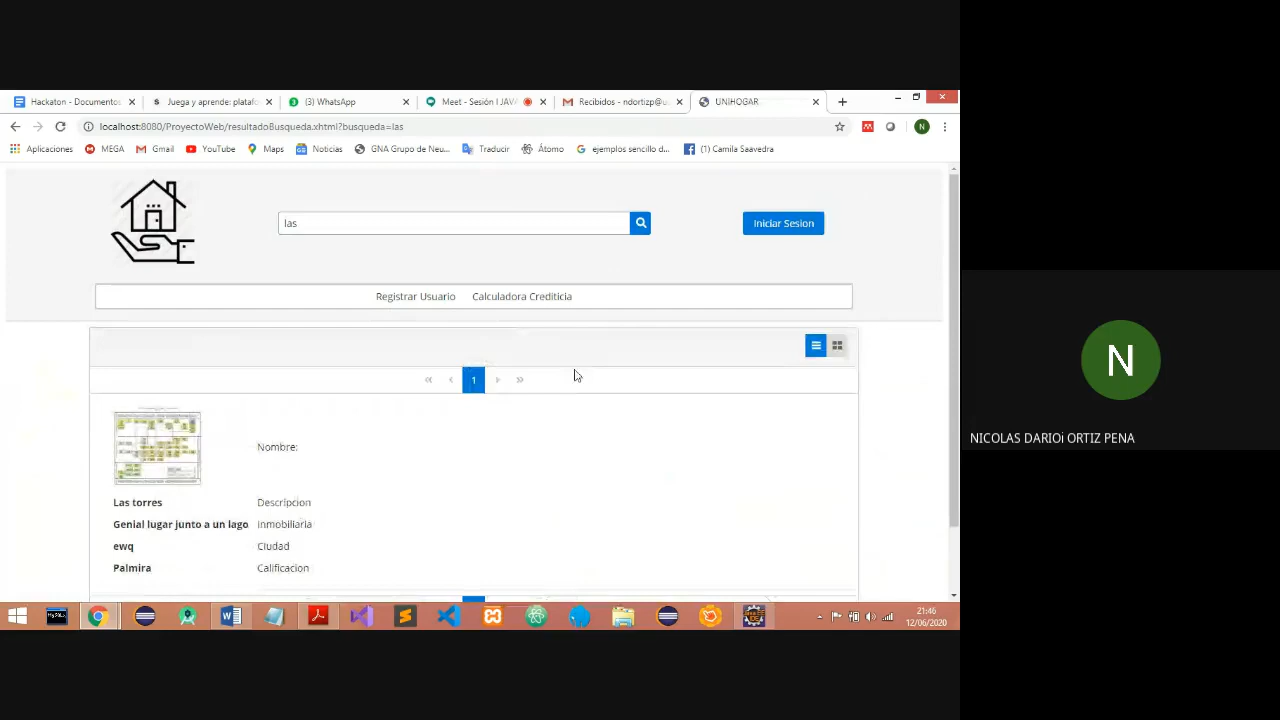 Hackaton - Documentos
Juega y aprende: platafo
(3) WhatsApp
Meet - Sesión I JAV
Recibidos - ndortizp@u
UNIHOGAR
localhost:8080/ProyectoWeb/resultadoBusqueda.xhtml?busqueda=las
N
Aplicaciones
MEGA
Gmail
YouTube
Maps
Noticias
GNA Grupo de Neu...
Traducir
Átomo
ejemplos sencillo d...
(1) Camila Saavedra
las
Iniciar Sesion
Registrar Usuario
Calculadora Crediticia
1
Nombre:
Las torres
Descripcion
Genial lugar junto a un lago
Inmobiliaria
ewq
Ciudad
Palmira
Calificacion
21:46
12/06/2020
N
NICOLAS DARIOi ORTIZ PENA